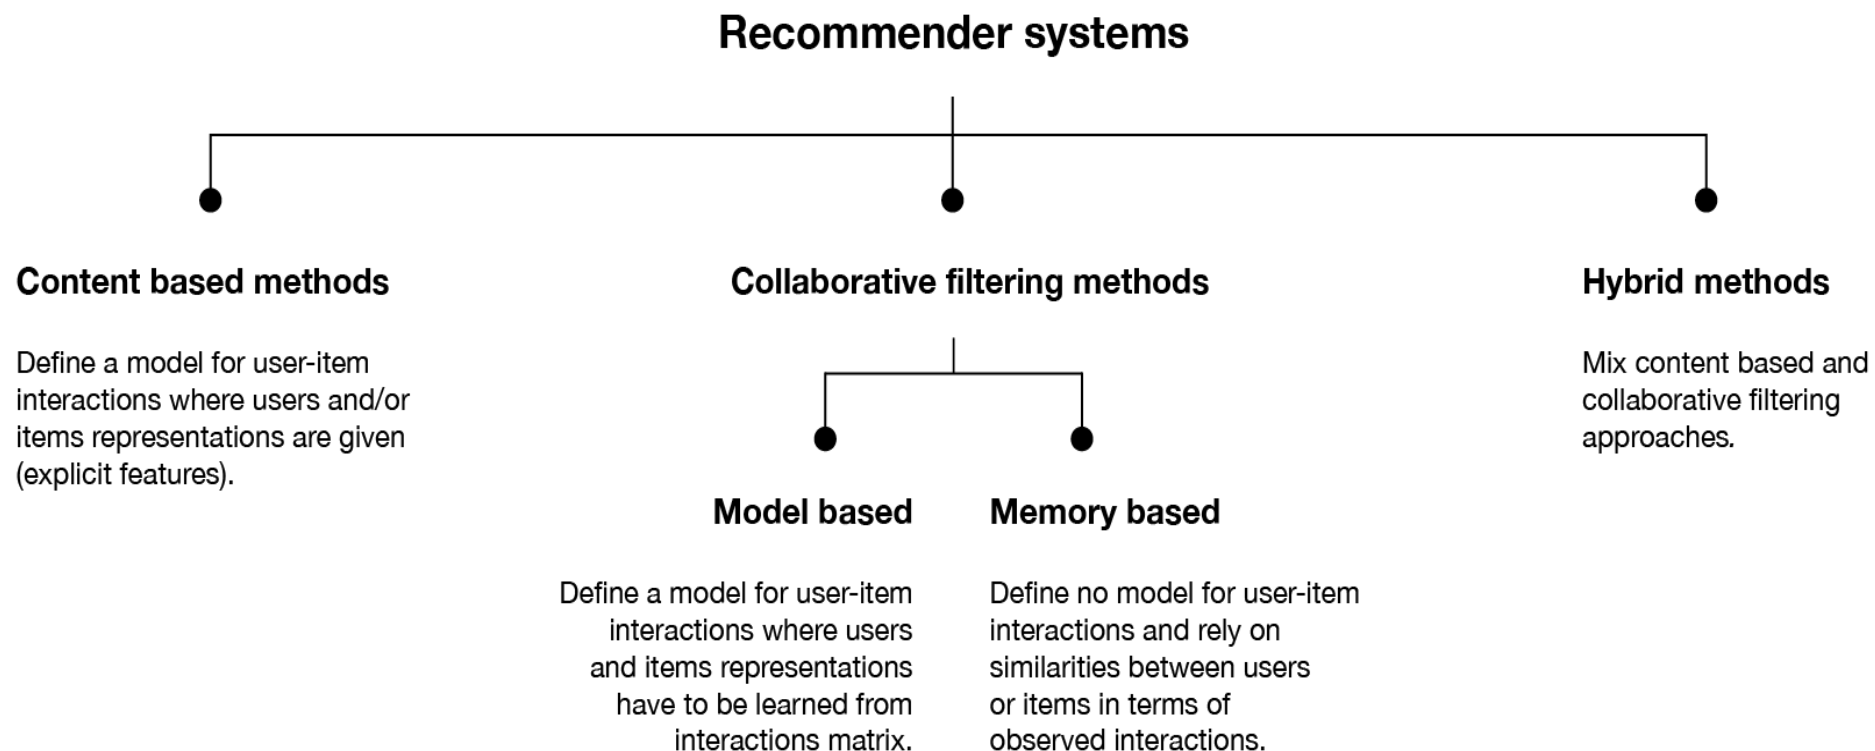 Recommender systems
Content based methods
Define a model for user-item
interactions where users and/or
items representations are given
(explicit features).
Collaborative filtering methods
Model based
Define a model for user-item
interactions where users
and items representations
have to be learned from
interactions matrix.
Memory based
Define no model for user-item
interactions and rely on
similarities between users
or items in terms of
observed interactions.
Hybrid methods
Mix content based and
collaborative filtering
approaches.